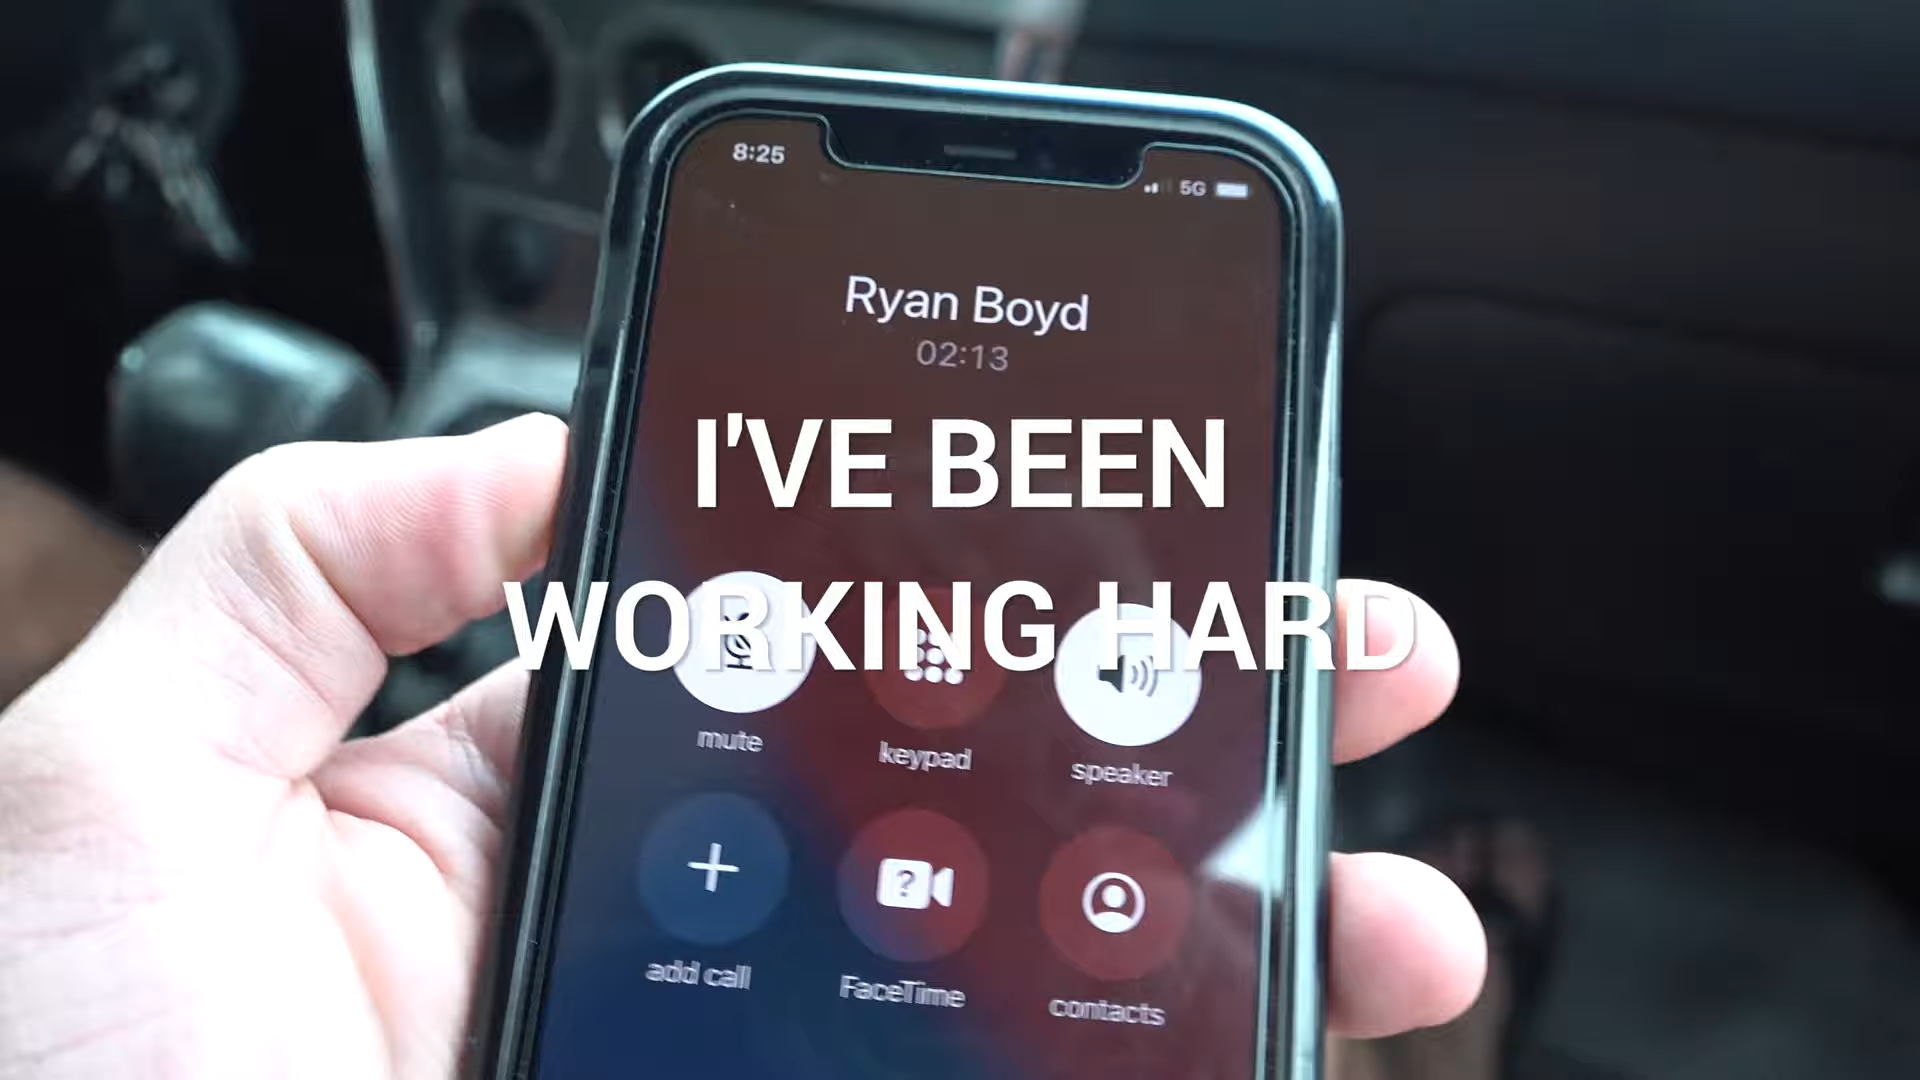 8:25
5G
Ryan Boyd
02:13
I'VE BEEN
WORKING HARD
mute
keypad
speaker
add call
?
FaceTime
contacts